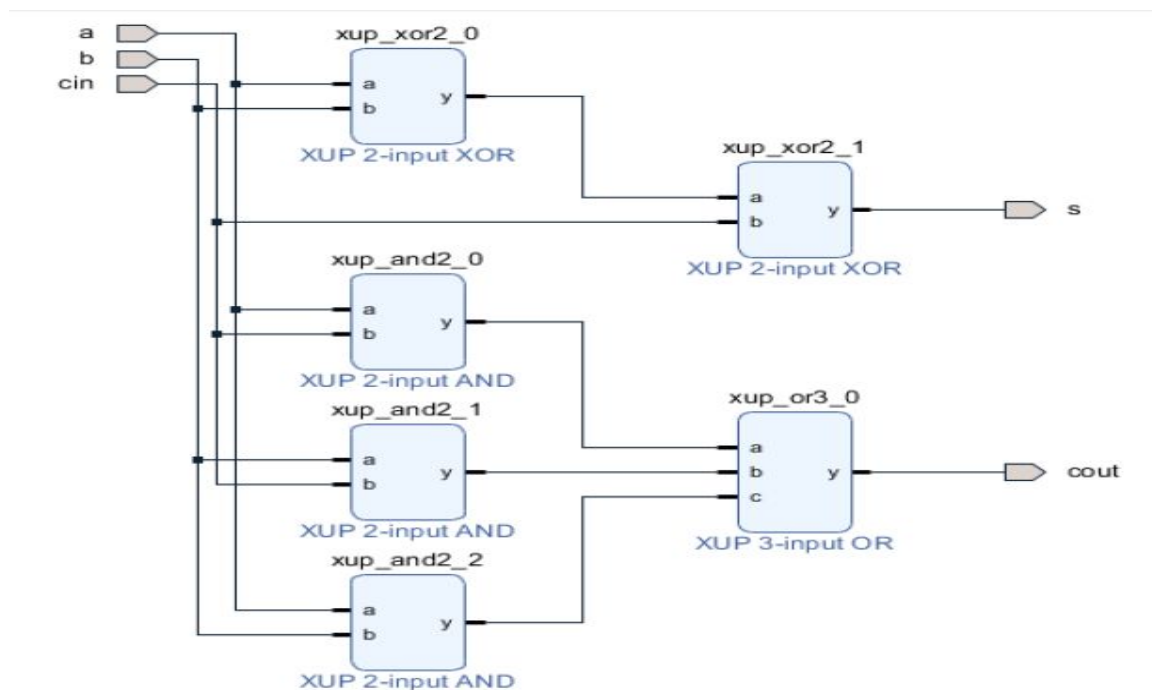 a
b
cin
xup_xor2_0
a
b
y
XUP 2-input XOR
xup_xor2_1
a
b
y
s
XUP 2-input XOR
xup_and2_0
a
b
y
XUP 2-input AND
xup_and2_1
a
b
y
XUP 2-input AND
xup_or3_0
a
b
c
y
cout
XUP 3-input OR
xup_and2_2
a
b
y
XUP 2-input AND